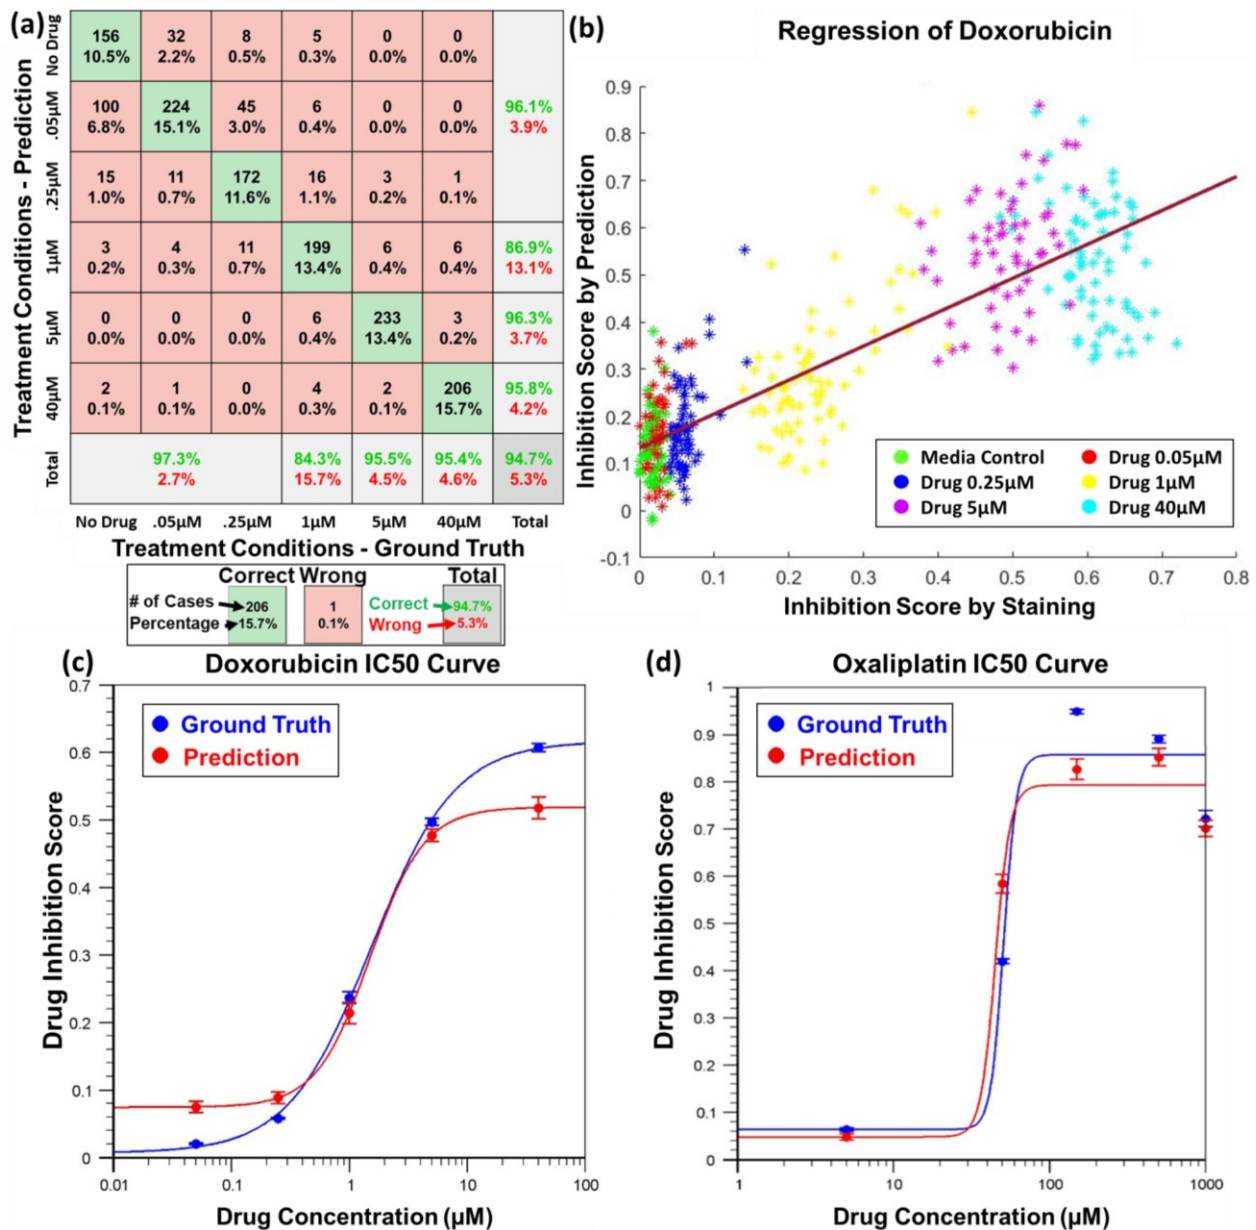 (a)
Treatment Conditions - Prediction
No Drug
156 32 8 5 0 0
10.5% 2.2% 0.5% 0.3% 0.0% 0.0%
.05µM
100 224 45 6 0 0 96.1%
6.8% 15.1% 3.0% 0.4% 0.0% 0.0% 3.9%
.25µM
15 11 172 16 3 1
1.0% 0.7% 11.6% 1.1% 0.2% 0.1%
1µM
3 4 11 199 6 6 86.9%
0.2% 0.3% 0.7% 13.4% 0.4% 0.4% 13.1%
5µM
0 0 0 6 233 3 96.3%
0.0% 0.0% 0.0% 0.4% 13.4% 0.2% 3.7%
40µM
2 1 0 4 2 206 95.8%
0.1% 0.1% 0.0% 0.3% 0.1% 15.7% 4.2%
Total
97.3% 84.3% 95.5% 95.4% 94.7%
2.7% 15.7% 4.5% 4.6% 5.3%
No Drug .05µM .25µM 1µM 5µM 40µM Total
Treatment Conditions - Ground Truth
Correct Wrong Total
# of Cases 206 1 Correct 94.7%
Percentage 15.7% 0.1% Wrong 5.3%
(b)
Regression of Doxorubicin
Inhibition Score by Prediction
0.9
0.8
0.7
0.6
0.5
0.4
0.3
0.2
0.1
0
-0.1
Media Control Drug 0.05µM
Drug 0.25µM Drug 1µM
Drug 5µM Drug 40µM
0 0.1 0.2 0.3 0.4 0.5 0.6 0.7 0.8
Inhibition Score by Staining
(c)
Doxorubicin IC50 Curve
Drug Inhibition Score
0.7
0.6
0.5
0.4
0.3
0.2
0.1
0
Ground Truth
Prediction
0.01 0.1 1 10 100
Drug Concentration (µM)
(d)
Oxaliplatin IC50 Curve
Drug Inhibition Score
1
0.9
0.8
0.7
0.6
0.5
0.4
0.3
0.2
0.1
0
Ground Truth
Prediction
1 10 100 1000
Drug Concentration (µM)